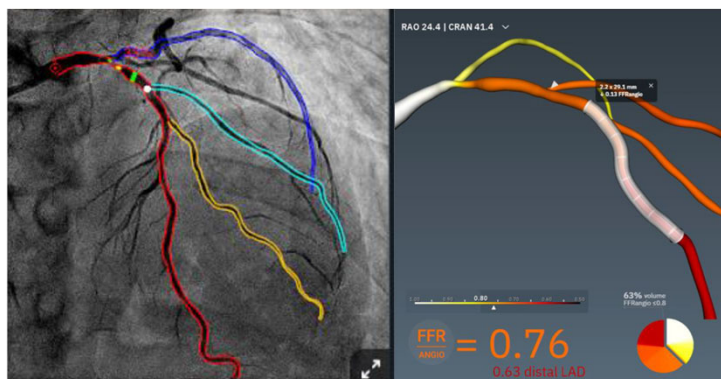 RAO 24.4 | CRAN 41.4
3.2 x 29.1 mm
+ 0.13 FFRangio
0.80
63% volume
FFRangio ≤0.8
FFR
ANGIO
= 0.76
0.63 distal LAD